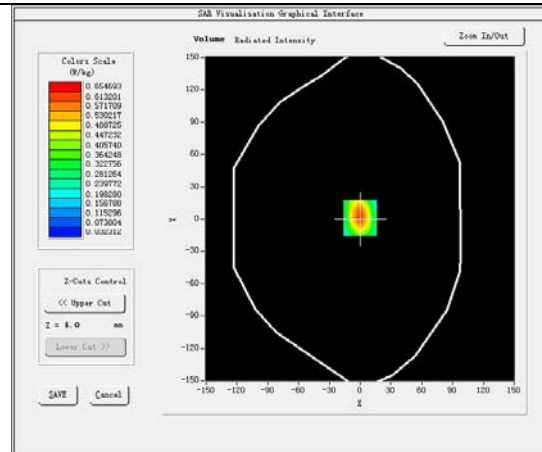 SAR Visualisation Graphical Interface
Volume Radiated Intensity
Zoom In/Out
Colors Scale
(W/kg)
0.654693
0.613201
0.571709
0.530217
0.488725
0.447232
0.405740
0.364248
0.322756
0.281264
0.239772
0.198280
0.156788
0.115296
0.073804
0.032312
150
120
90
60
30
0
-30
-60
-90
-120
-150
Y
-150 -120 -90 -60 -30 0 30 60 90 120 150
X
Z-Cuts Control
<< Upper Cut
Z = 4.0 mm
Lower Cut >>
SAVE Cancel